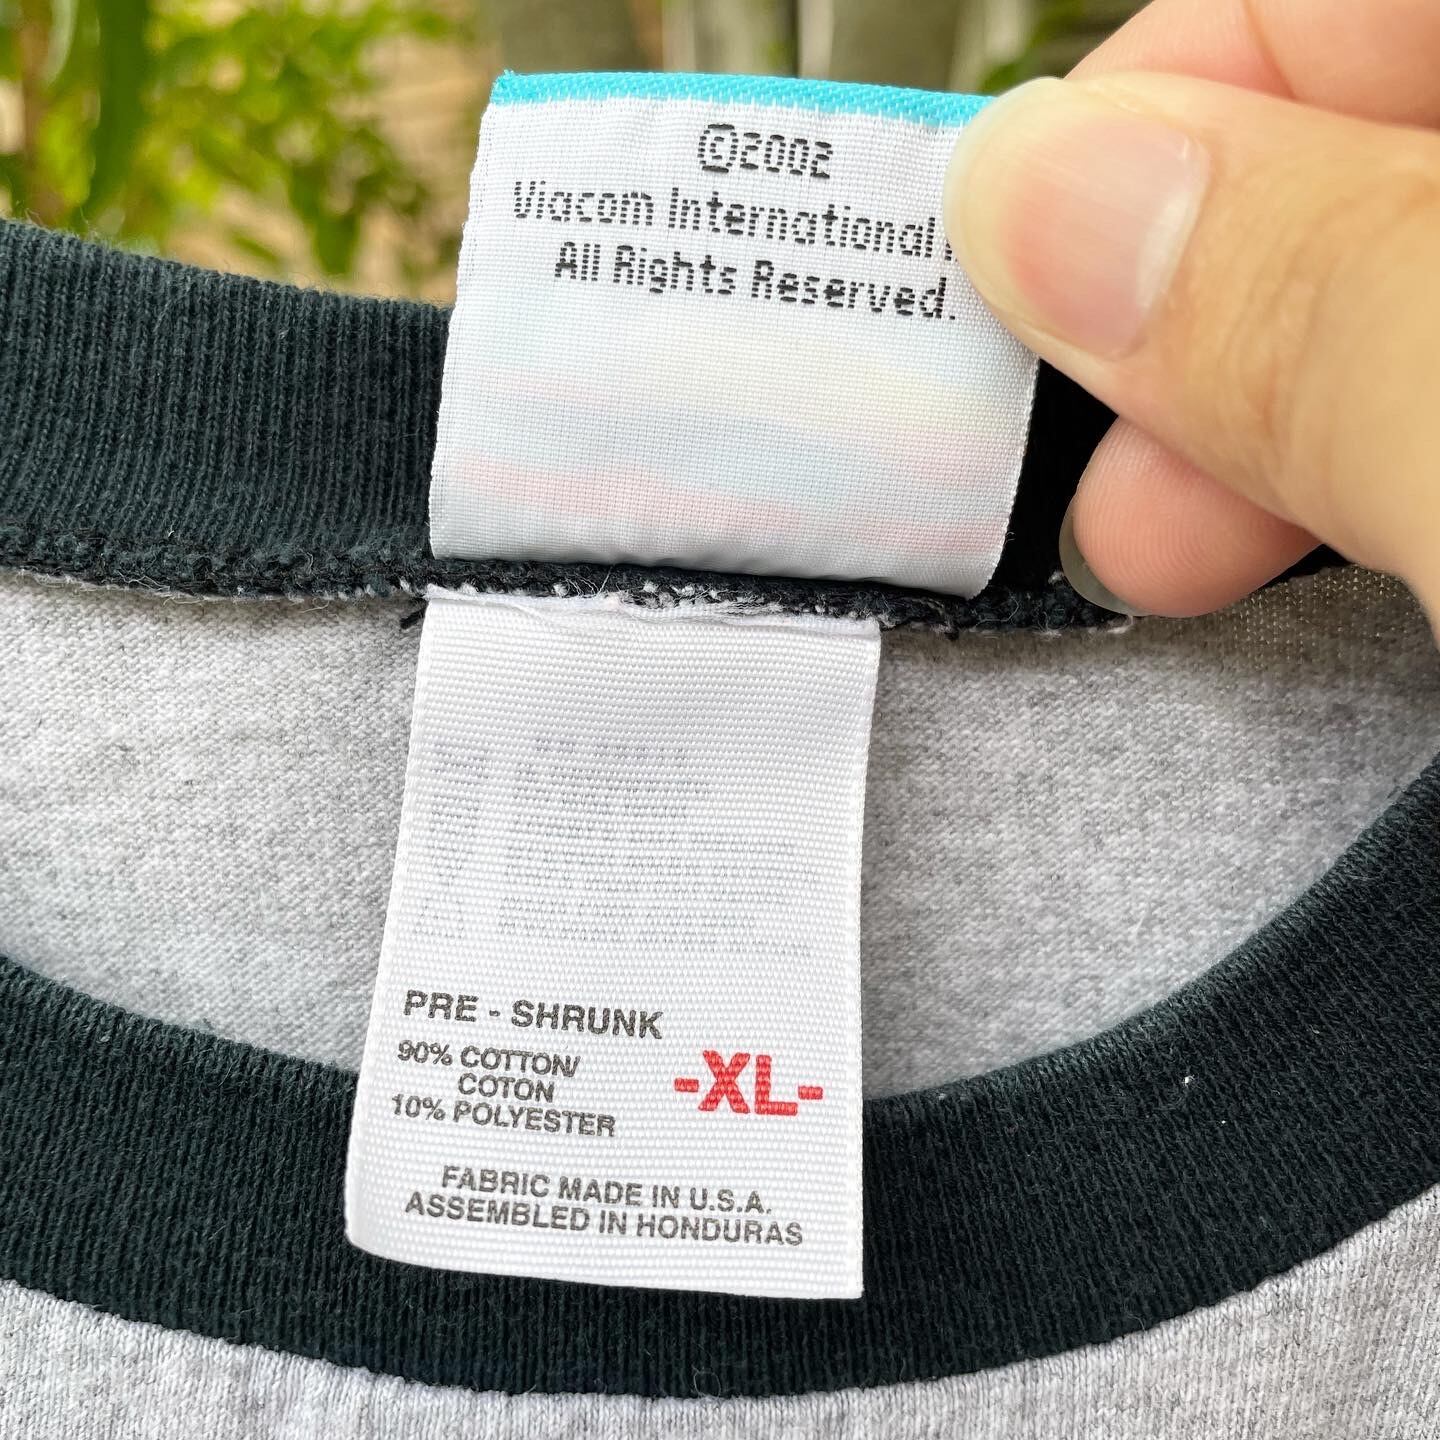 ©2002
Viacom International
All Rights Reserved.
PRE - SHRUNK
90% COTTON/
COTON
10% POLYESTER
-XL-
FABRIC MADE IN U.S.A.
ASSEMBLED IN HONDURAS